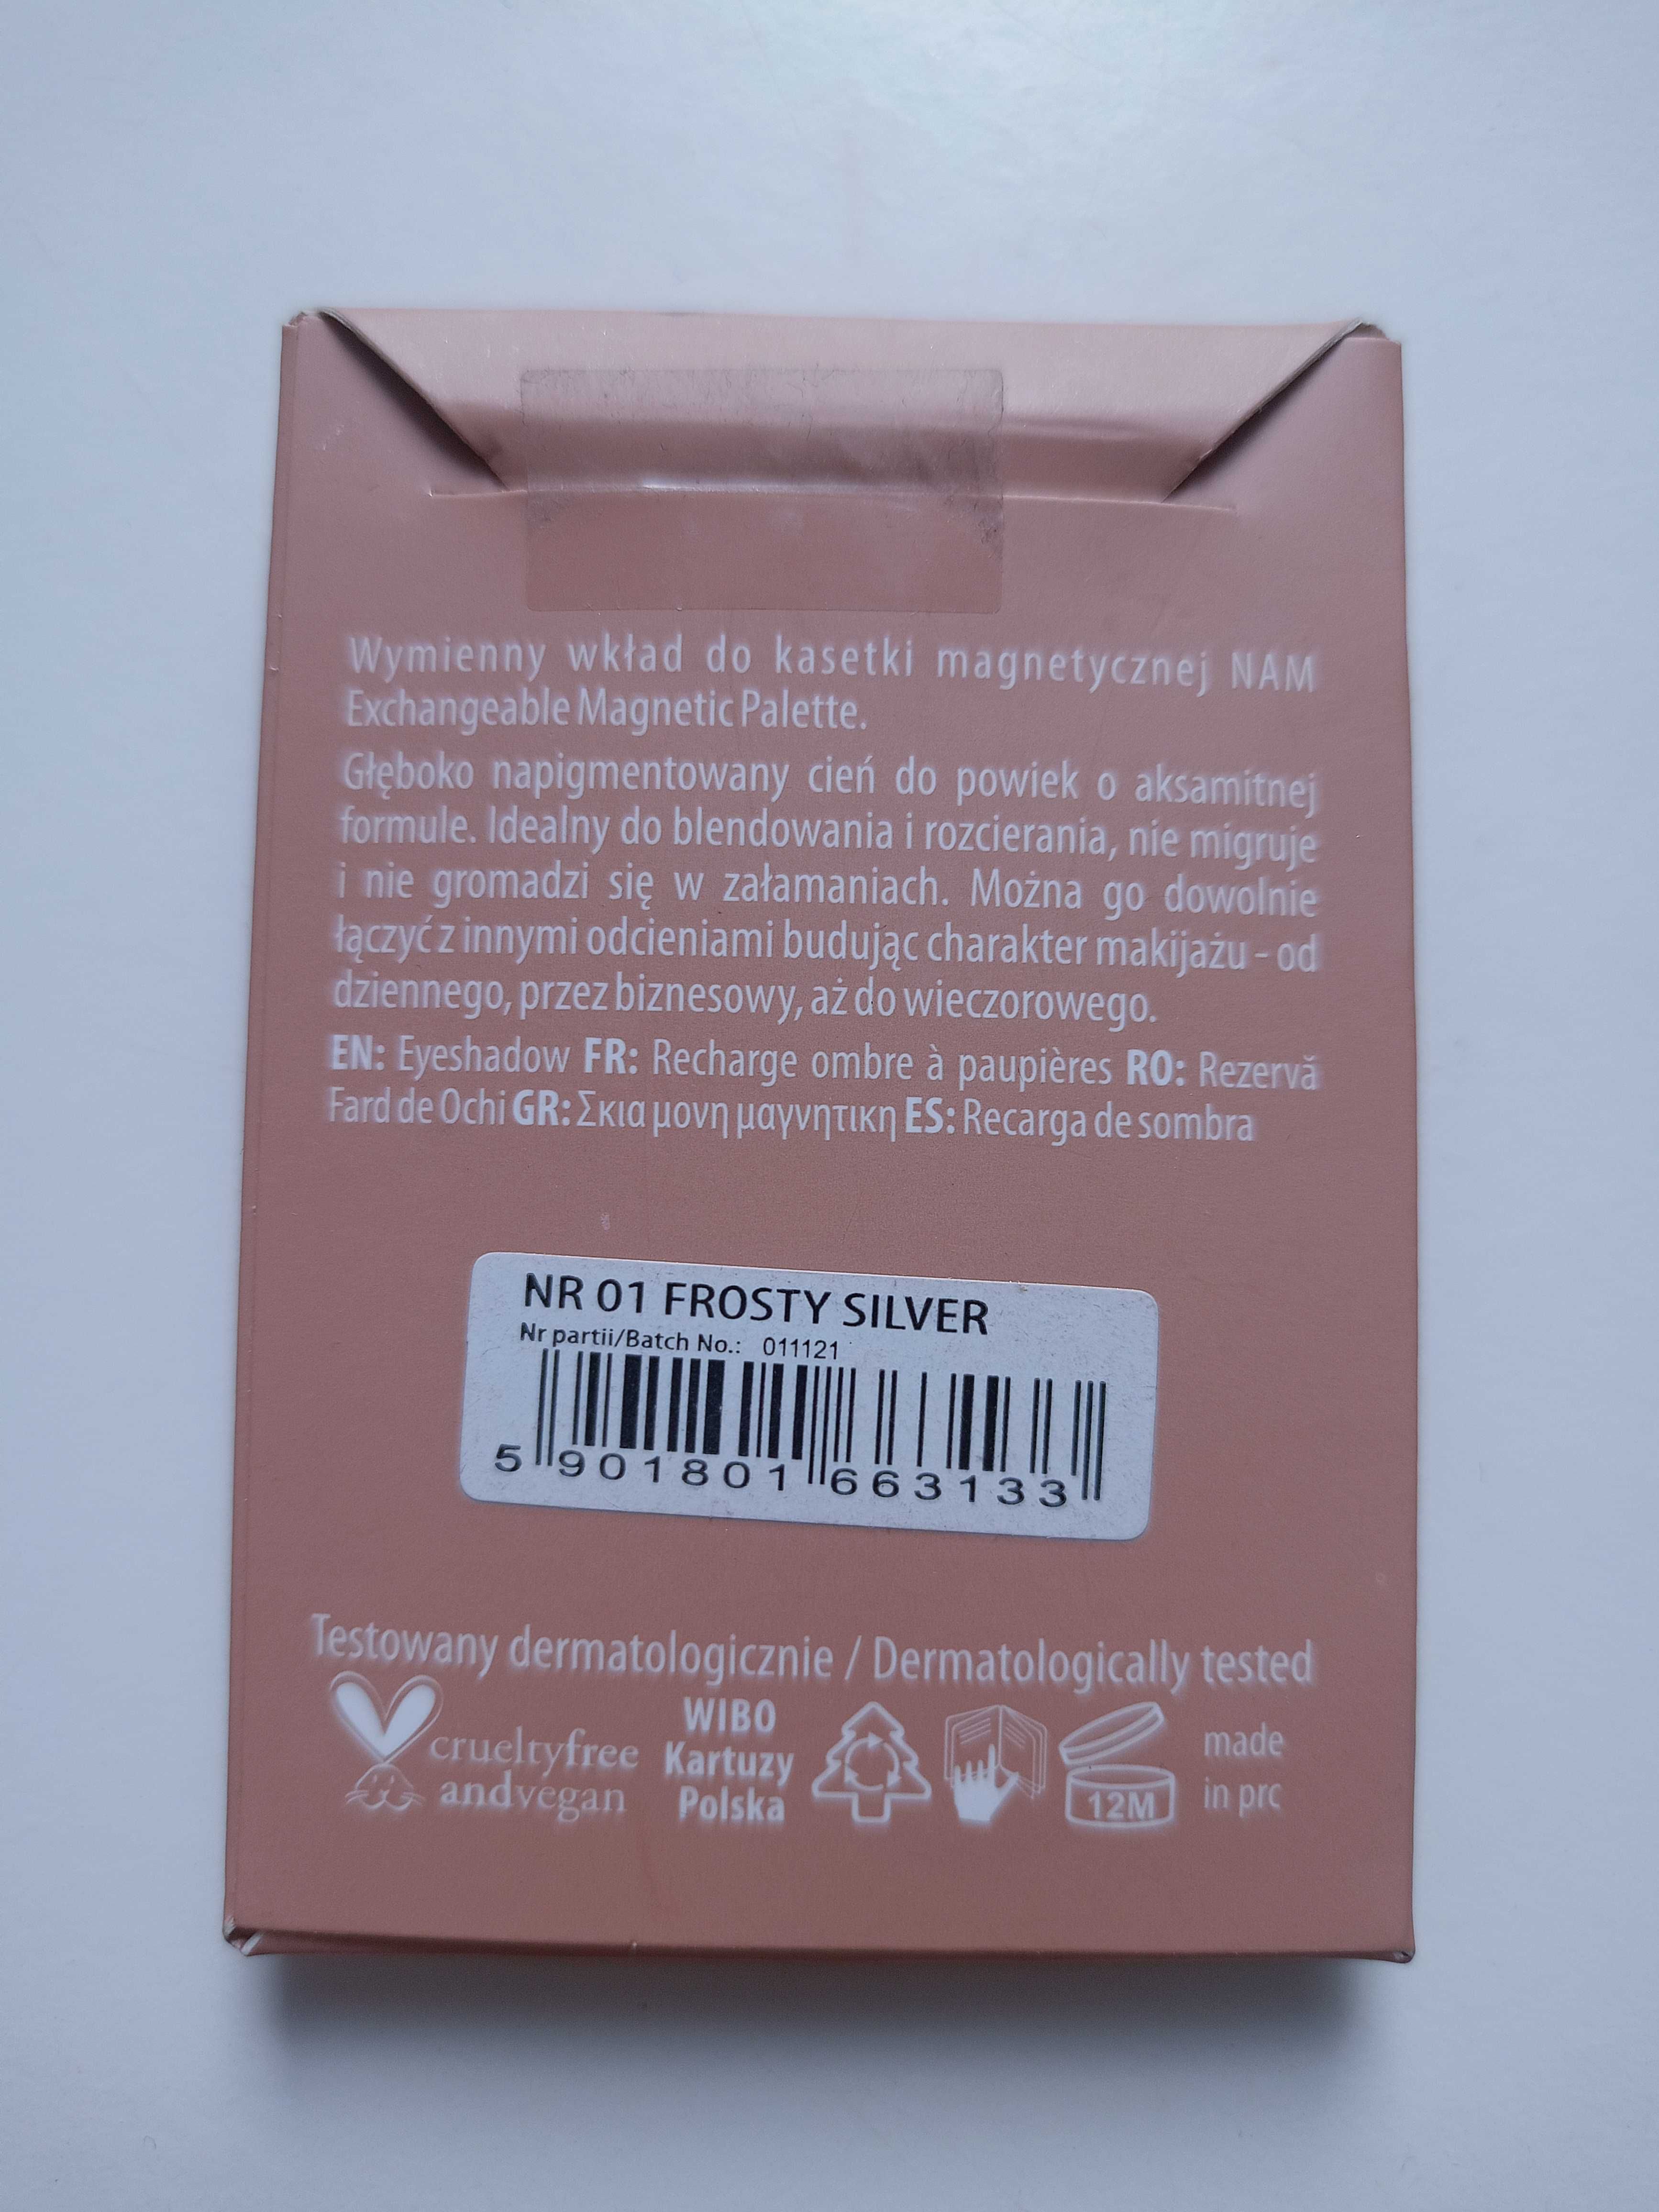 Wymienny wkład do kasetki magnetycznej NAM
Exchangeable Magnetic Palette.
Głęboko napigmentowany cień do powiek o aksamitnej
formule. Idealny do blendowania i rozcierania, nie migruje
i nie gromadzi się w załamaniach. Można go dowolnie
łączyć z innymi odcieniami budując charakter makijażu - od
dziennego, przez biznesowy, aż do wieczorowego.
EN: Eyeshadow FR: Recharge ombre à paupières RO: Rezervă
Fard de Ochi GR: Σκια μονη μαγνητικη ES: Recarga de sombra
NR 01 FROSTY SILVER
Nr partii/Batch No.: 011121
5 901801 663133
Testowany dermatologicznie / Dermatologically tested
crueltyfree
andvegan
WIBO
Kartuzy
Polska
12M
made
in prc